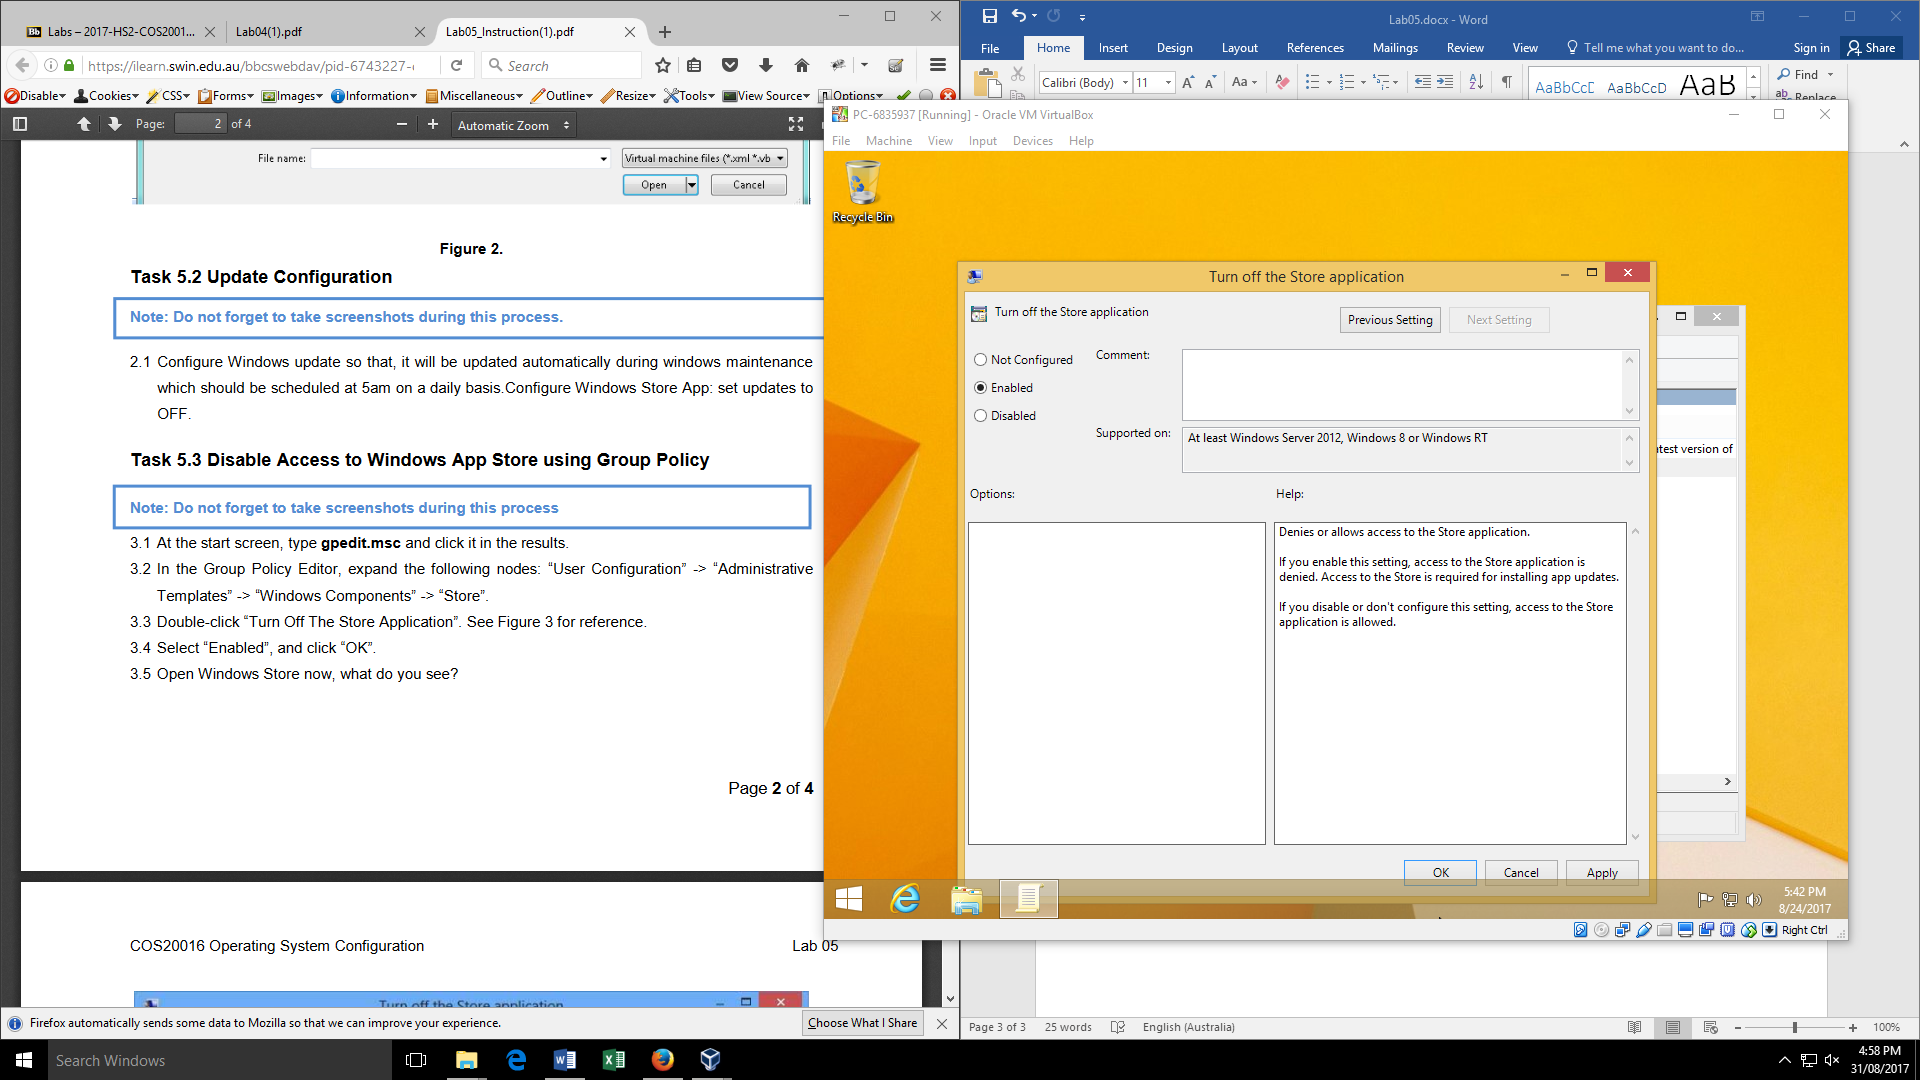 Labs – 2017-HS2-COS2001...
Lab04(1).pdf
Lab05_Instruction(1).pdf
https://ilearn.swin.edu.au/bbcswebdav/pid-6743227-
Search
Disable
Cookies
CSS
Forms
Images
Information
Miscellaneous
Outline
Resize
Tools
View Source
Options
Page:
2
of 4
Automatic Zoom
File name:
Virtual machine files (*.xml *.vb
Open
Cancel
Figure 2.
Task 5.2 Update Configuration
Note: Do not forget to take screenshots during this process.
2.1 Configure Windows update so that, it will be updated automatically during windows maintenance
which should be scheduled at 5am on a daily basis.Configure Windows Store App: set updates to
OFF.
Task 5.3 Disable Access to Windows App Store using Group Policy
Note: Do not forget to take screenshots during this process
3.1 At the start screen, type gpedit.msc and click it in the results.
3.2 In the Group Policy Editor, expand the following nodes: “User Configuration” -> “Administrative
Templates” -> “Windows Components” -> “Store”.
3.3 Double-click “Turn Off The Store Application”. See Figure 3 for reference.
3.4 Select “Enabled”, and click “OK”.
3.5 Open Windows Store now, what do you see?
Page 2 of 4
COS20016 Operating System Configuration
Lab 05
Turn off the Store application
Firefox automatically sends some data to Mozilla so that we can improve your experience.
Choose What I Share
Lab05.docx - Word
File
Home
Insert
Design
Layout
References
Mailings
Review
View
Tell me what you want to do...
Sign in
Share
Calibri (Body)
11
Aa
AaBbCcDc
AaBbCcDc
AaB
Find
Replace
PC-6835937 [Running] - Oracle VM VirtualBox
File
Machine
View
Input
Devices
Help
Recycle Bin
Turn off the Store application
Turn off the Store application
Previous Setting
Next Setting
Not Configured
Enabled
Disabled
Comment:
Supported on:
At least Windows Server 2012, Windows 8 or Windows RT
Options:
Help:
Denies or allows access to the Store application.
If you enable this setting, access to the Store application is
denied. Access to the Store is required for installing app updates.
If you disable or don't configure this setting, access to the Store
application is allowed.
OK
Cancel
Apply
test version of
5:42 PM
8/24/2017
Right Ctrl
Page 3 of 3
25 words
English (Australia)
100%
Search Windows
4:58 PM
31/08/2017